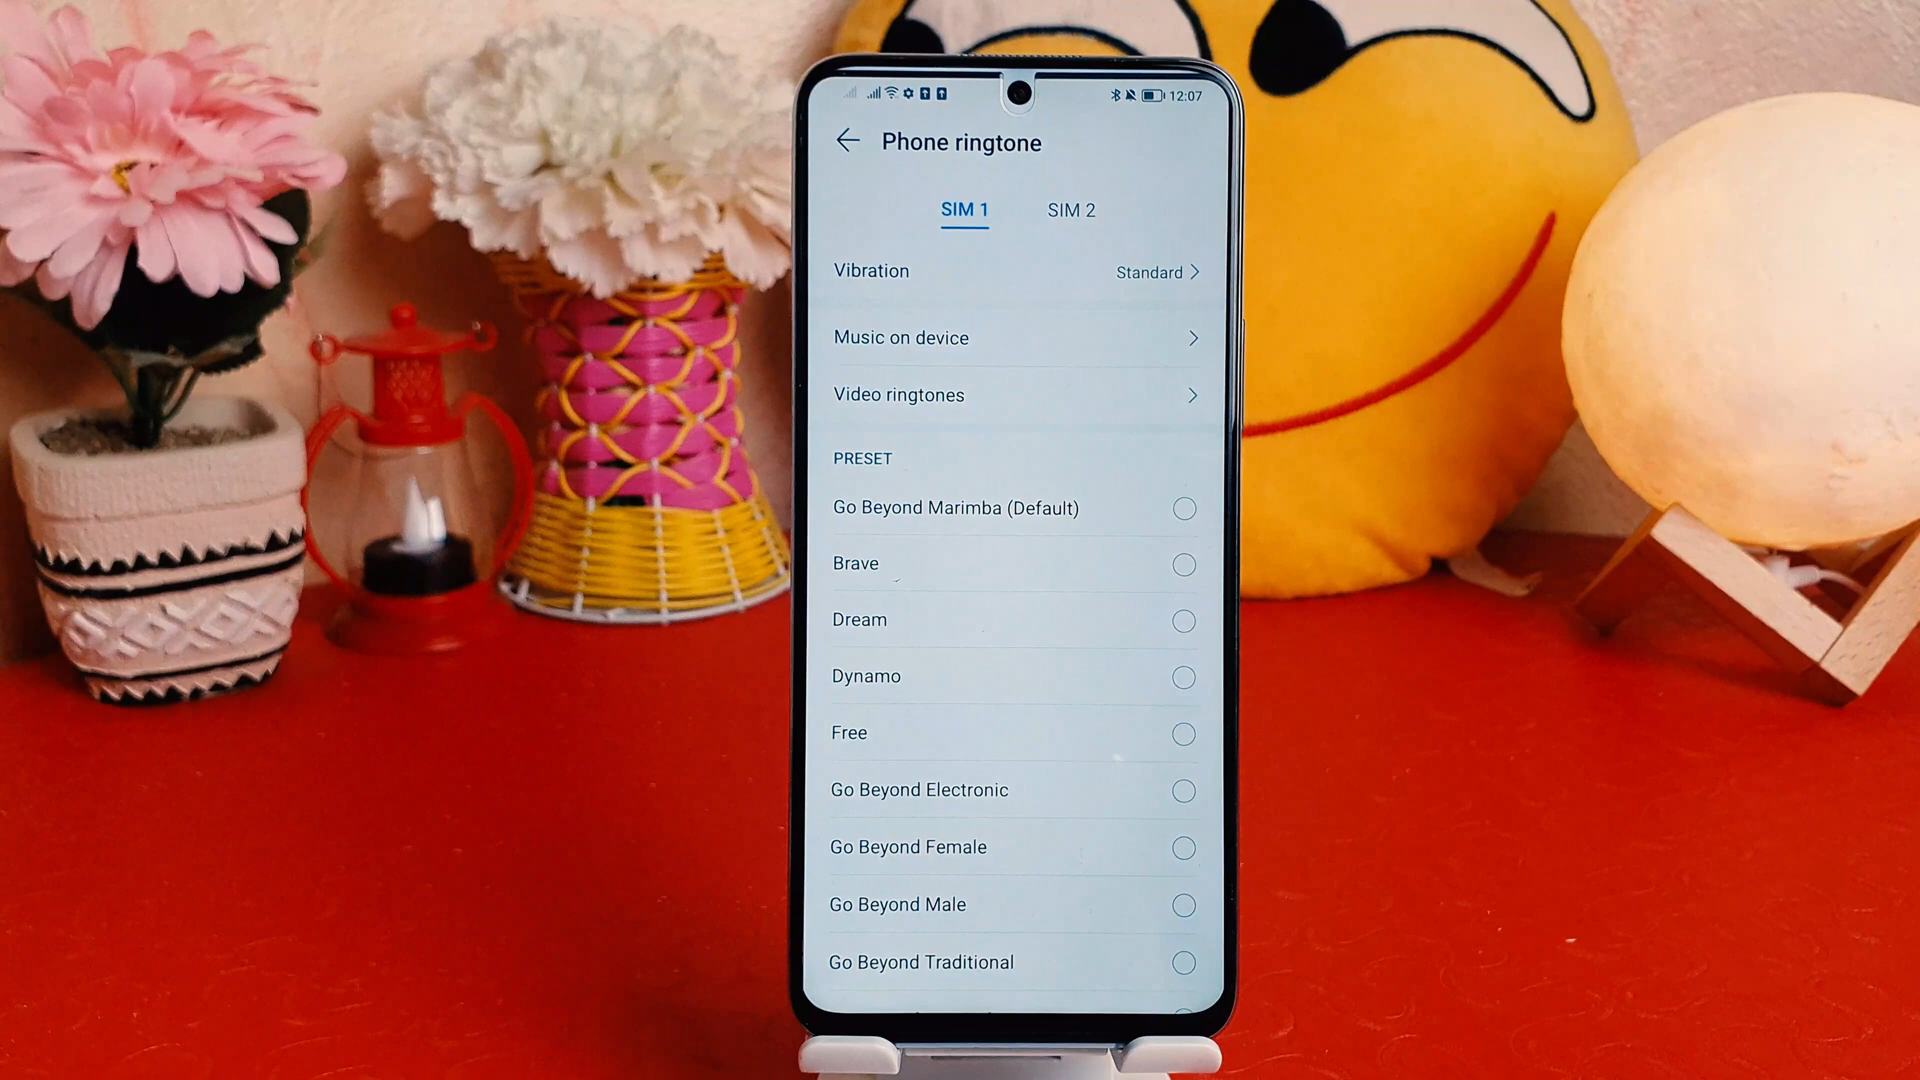 12:07
Phone ringtone
SIM 1 SIM 2
Vibration Standard
Music on device
Video ringtones
PRESET
Go Beyond Marimba (Default)
Brave
Dream
Dynamo
Free
Go Beyond Electronic
Go Beyond Female
Go Beyond Male
Go Beyond Traditional